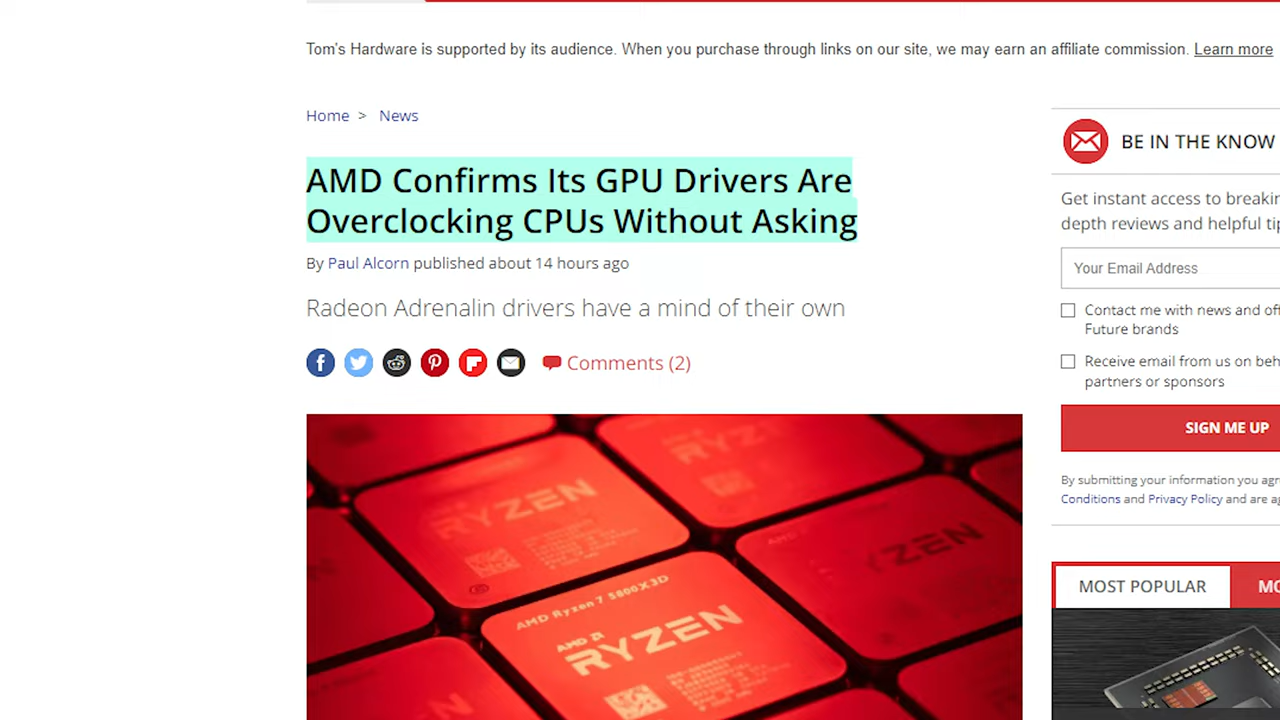 Tom's Hardware is supported by its audience. When you purchase through links on our site, we may earn an affiliate commission. Learn more
Home > News
AMD Confirms Its GPU Drivers Are
Overclocking CPUs Without Asking
By Paul Alcorn published about 14 hours ago
Radeon Adrenalin drivers have a mind of their own
Comments (2)
RYZEN
RYZEN
RYZEN
AMD Ryzen 7 5800X3D
AMD
RYZEN
BE IN THE KNOW
Get instant access to
depth reviews and helpful
Your Email Address
Contact me with news and
Future brands
Receive email from us on
partners or sponsors
SIGN ME UP
By submitting your information you
Conditions and Privacy Policy and are
MOST POPULAR